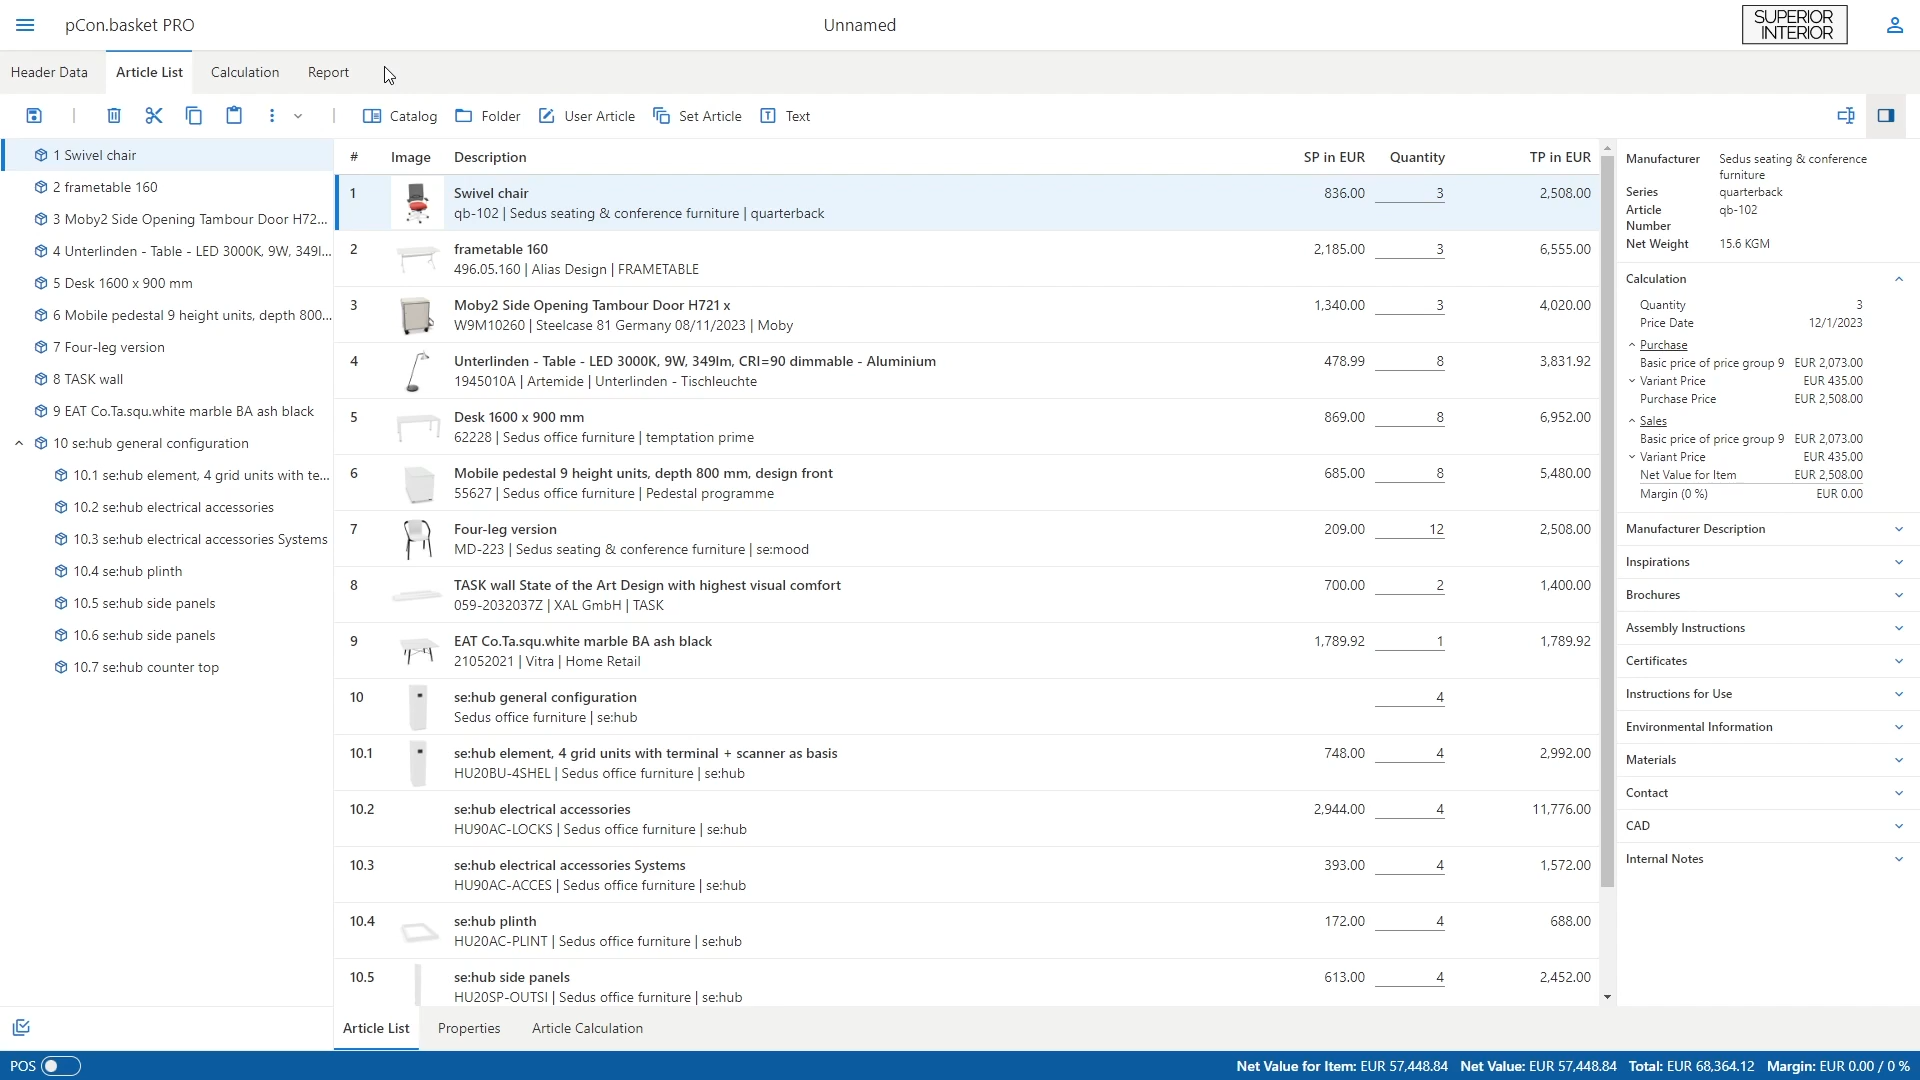 pCon.basket PRO
Unnamed
SUPERIOR
INTERIOR
Header Data
Article List
Calculation
Report
Catalog
Folder
User Article
Set Article
Text
1 Swivel chair
2 frametable 160
3 Moby2 Side Opening Tambour Door H72...
4 Unterlinden - Table - LED 3000K, 9W, 349l...
5 Desk 1600 x 900 mm
6 Mobile pedestal 9 height units, depth 800...
7 Four-leg version
8 TASK wall
9 EAT Co.Ta.squ.white marble BA ash black
10 se:hub general configuration
10.1 se:hub element, 4 grid units with te...
10.2 se:hub electrical accessories
10.3 se:hub electrical accessories Systems
10.4 se:hub plinth
10.5 se:hub side panels
10.6 se:hub side panels
10.7 se:hub counter top
# Image Description SP in EUR Quantity TP in EUR
1 Swivel chair 836.00 3 2,508.00
qb-102 | Sedus seating & conference furniture | quarterback
2 frametable 160 2,185.00 3 6,555.00
496.05.160 | Alias Design | FRAMETABLE
3 Moby2 Side Opening Tambour Door H721 x 1,340.00 3 4,020.00
W9M10260 | Steelcase 81 Germany 08/11/2023 | Moby
4 Unterlinden - Table - LED 3000K, 9W, 349lm, CRI=90 dimmable - Aluminium 478.99 8 3,831.92
1945010A | Artemide | Unterlinden - Tischleuchte
5 Desk 1600 x 900 mm 869.00 8 6,952.00
62228 | Sedus office furniture | temptation prime
6 Mobile pedestal 9 height units, depth 800 mm, design front 685.00 8 5,480.00
55627 | Sedus office furniture | Pedestal programme
7 Four-leg version 209.00 12 2,508.00
MD-223 | Sedus seating & conference furniture | se:mood
8 TASK wall State of the Art Design with highest visual comfort 700.00 2 1,400.00
059-2032037Z | XAL GmbH | TASK
9 EAT Co.Ta.squ.white marble BA ash black 1,789.92 1 1,789.92
21052021 | Vitra | Home Retail
10 se:hub general configuration 4
Sedus office furniture | se:hub
10.1 se:hub element, 4 grid units with terminal + scanner as basis 748.00 4 2,992.00
HU20BU-4SHEL | Sedus office furniture | se:hub
10.2 se:hub electrical accessories 2,944.00 4 11,776.00
HU90AC-LOCKS | Sedus office furniture | se:hub
10.3 se:hub electrical accessories Systems 393.00 4 1,572.00
HU90AC-ACCES | Sedus office furniture | se:hub
10.4 se:hub plinth 172.00 4 688.00
HU20AC-PLINT | Sedus office furniture | se:hub
10.5 se:hub side panels 613.00 4 2,452.00
HU20SP-OUTSI | Sedus office furniture | se:hub
Manufacturer Sedus seating & conference
furniture
Series quarterback
Article qb-102
Number
Net Weight 15.6 KGM
Calculation
Quantity 3
Price Date 12/1/2023
Purchase
Basic price of price group 9 EUR 2,073.00
Variant Price EUR 435.00
Purchase Price EUR 2,508.00
Sales
Basic price of price group 9 EUR 2,073.00
Variant Price EUR 435.00
Net Value for Item EUR 2,508.00
Margin (0 %) EUR 0.00
Manufacturer Description
Inspirations
Brochures
Assembly Instructions
Certificates
Instructions for Use
Environmental Information
Materials
Contact
CAD
Internal Notes
Article List
Properties
Article Calculation
POS
Net Value for Item: EUR 57,448.84 Net Value: EUR 57,448.84 Total: EUR 68,364.12 Margin: EUR 0.00 / 0 %